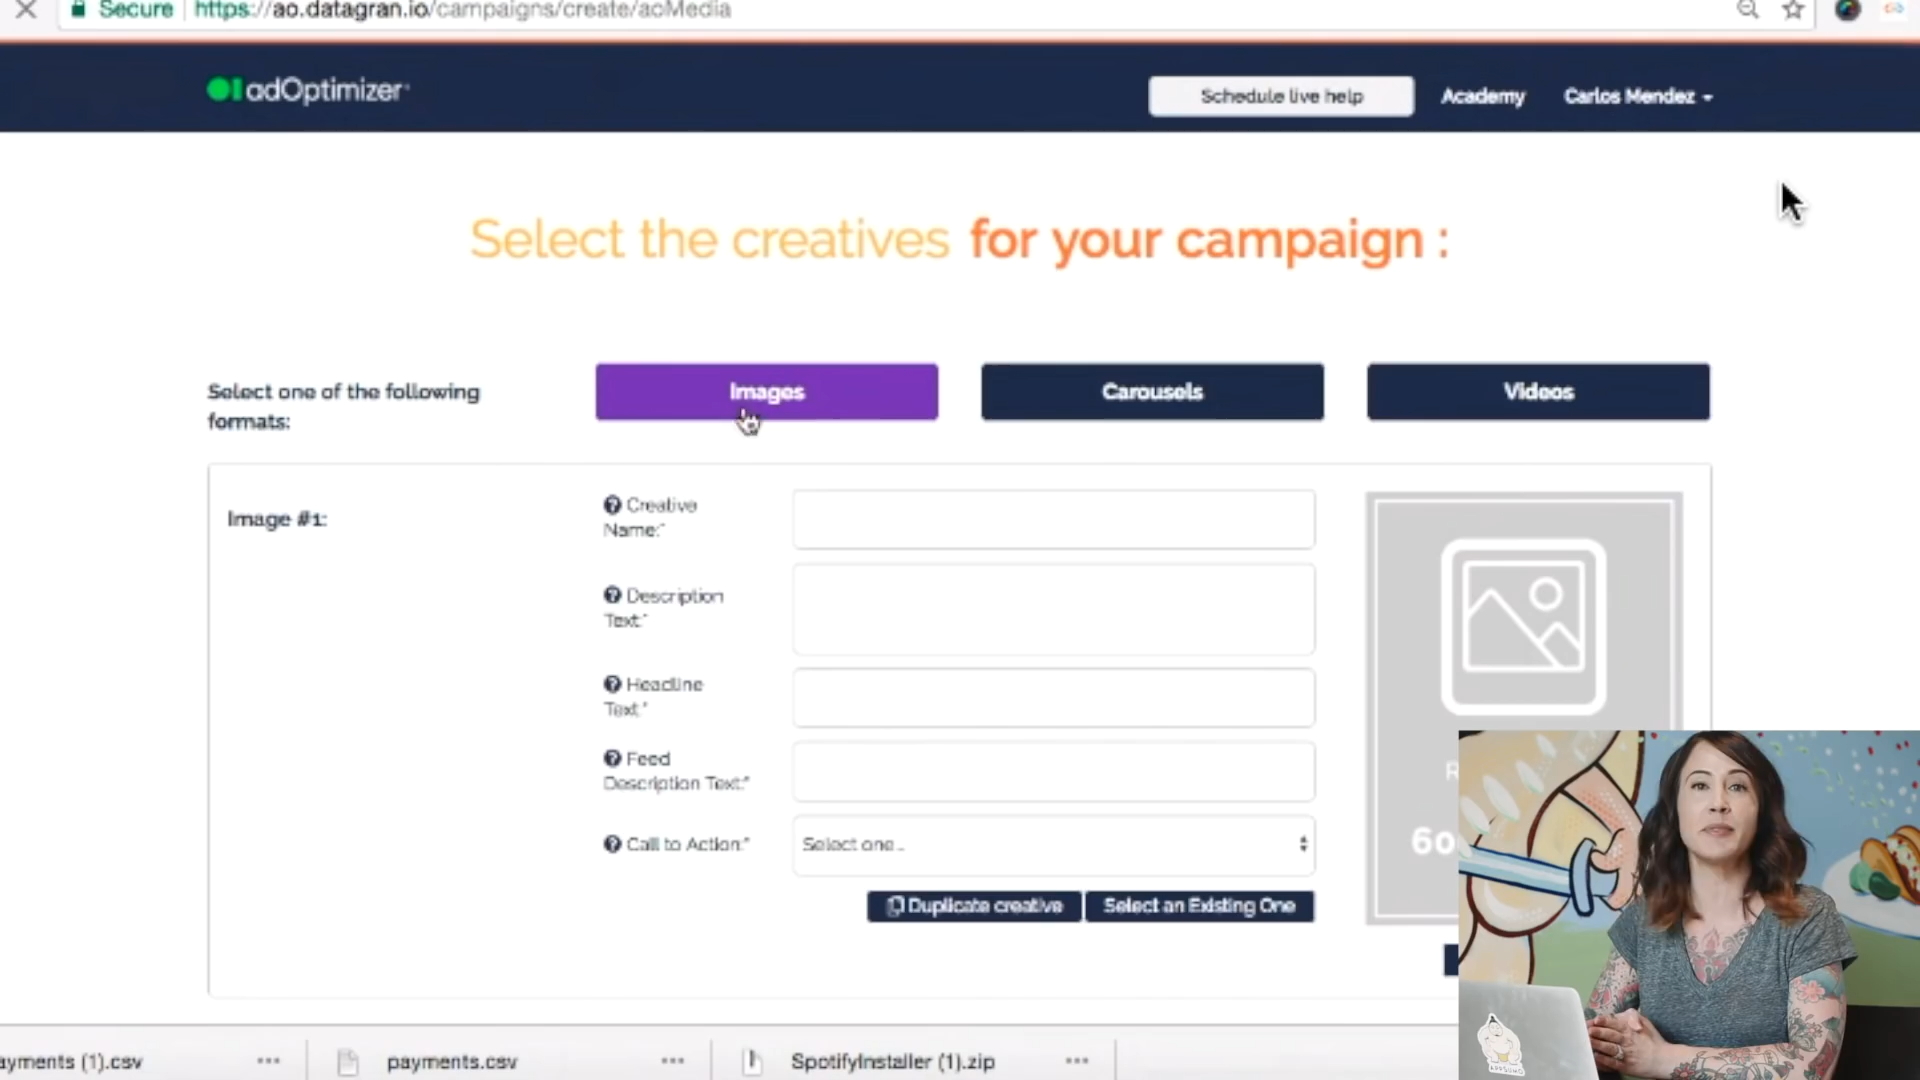 Secure https://ao.datagran.io/campaigns/create/aoMedia
adOptimizer
Schedule live help
Academy
Carlos Mendez
Select the creatives for your campaign :
Select one of the following
formats:
Images
Carousels
Videos
Image #1:
Creative
Name:*
Description
Text:*
Headline
Text:*
Feed
Description Text:*
Call to Action:*
Select one...
Duplicate creative
Select an Existing One
R
60
APPSUMO
ayments (1).csv
payments.csv
SpotifyInstaller (1).zip